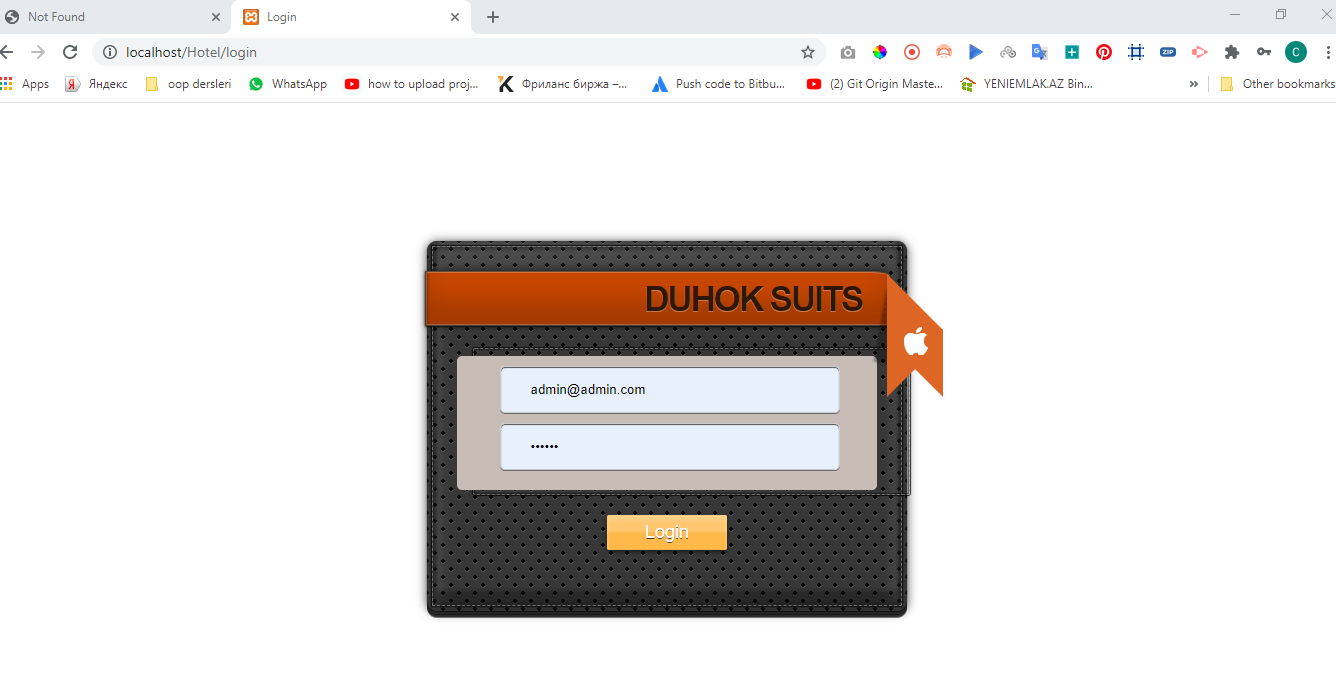 Not Found
Login
localhost/Hotel/login
ZIP
C
Apps
Я Яндекс
oop dersleri
WhatsApp
how to upload proj...
Фриланс биржа –...
Push code to Bitbu...
(2) Git Origin Maste...
YENIEMLAK.AZ Bin...
»
Other bookmarks
DUHOK SUITS
admin@admin.com
••••••
Login